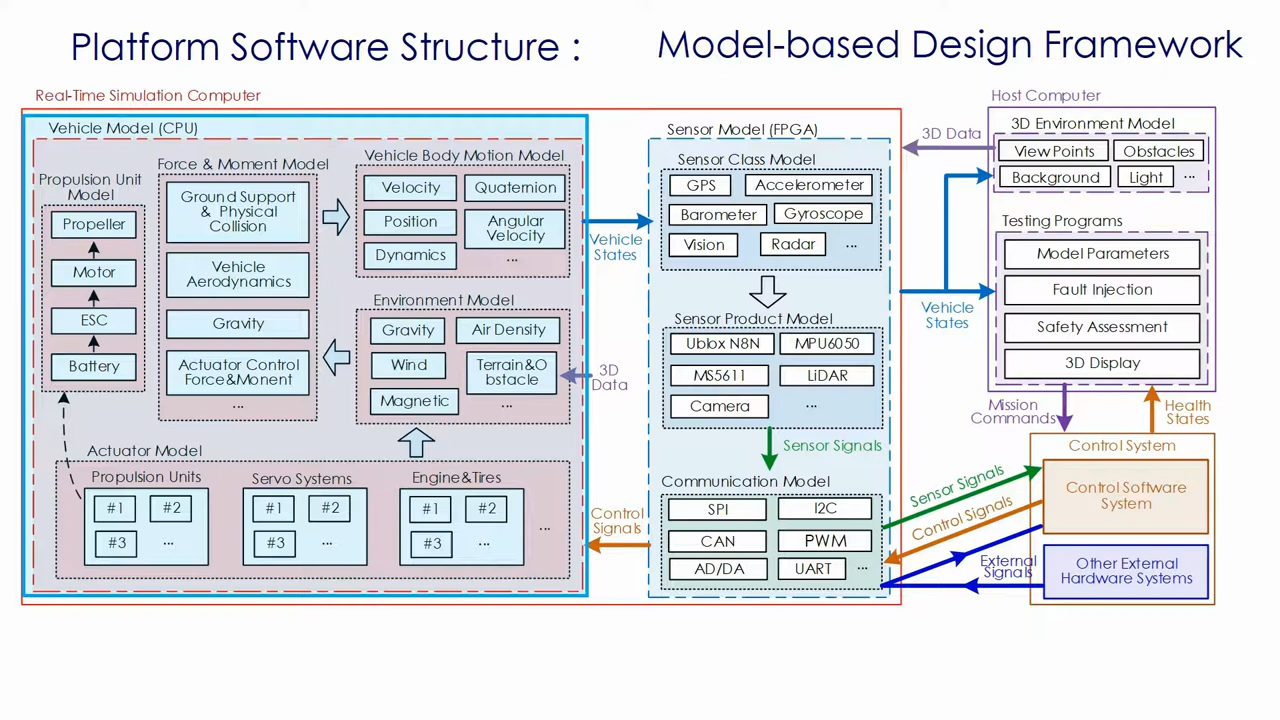 Platform Software Structure :
Model-based Design Framework
Real-Time Simulation Computer
Vehicle Model (CPU)
Propulsion Unit
Model
Propeller
Motor
ESC
Battery
Force & Moment Model
Ground Support
& Physical
Collision
Vehicle
Aerodynamics
Gravity
Actuator Control
Force&Monent
...
Vehicle Body Motion Model
Velocity
Quaternion
Position
Angular
Velocity
Dynamics
...
Environment Model
Gravity
Air Density
Wind
Terrain&O
bstacle
Magnetic
...
Actuator Model
Propulsion Units
#1
#2
#3
...
Servo Systems
#1
#2
#3
...
Engine&Tires
#1
#2
#3
...
...
Vehicle
States
3D
Data
Control
Signals
Sensor Model (FPGA)
Sensor Class Model
GPS
Accelerometer
Barometer
Gyroscope
Vision
Radar
...
Sensor Product Model
Ublox N8N
MPU6050
MS5611
LiDAR
Camera
...
Sensor Signals
Communication Model
SPI
I2C
CAN
PWM
AD/DA
UART
...
3D Data
Vehicle
States
Host Computer
3D Environment Model
View Points
Obstacles
Background
Light
...
Testing Programs
Model Parameters
Fault Injection
Safety Assessment
3D Display
Mission
Commands
Health
States
Sensor Signals
Control Signals
External
Signals
Control System
Control Software
System
Other External
Hardware Systems